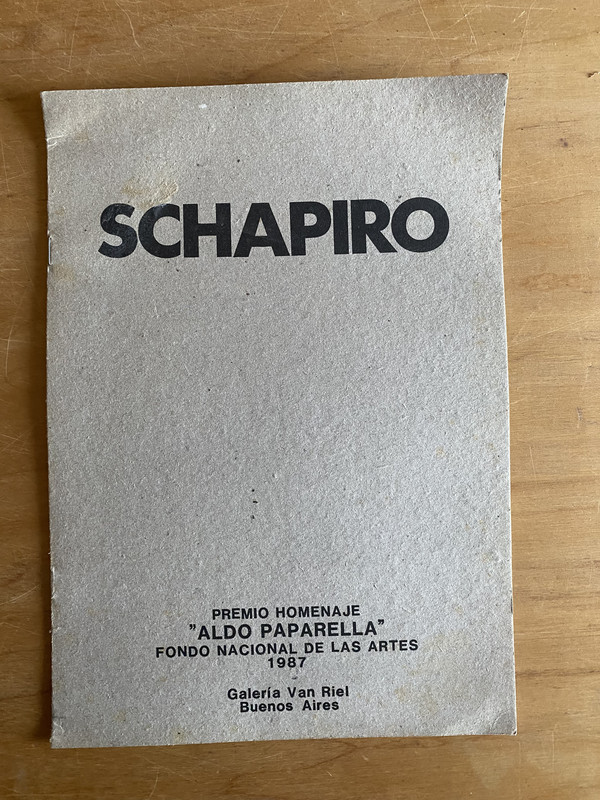 SCHAPIRO
PREMIO HOMENAJE
"ALDO PAPARELLA"
FONDO NACIONAL DE LAS ARTES
1987
Galería Van Riel
Buenos Aires